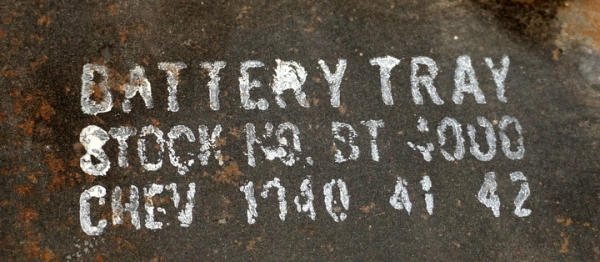 BATTERY TRAY
STOCK NO. BT 4000
CHEV 1940 41 42